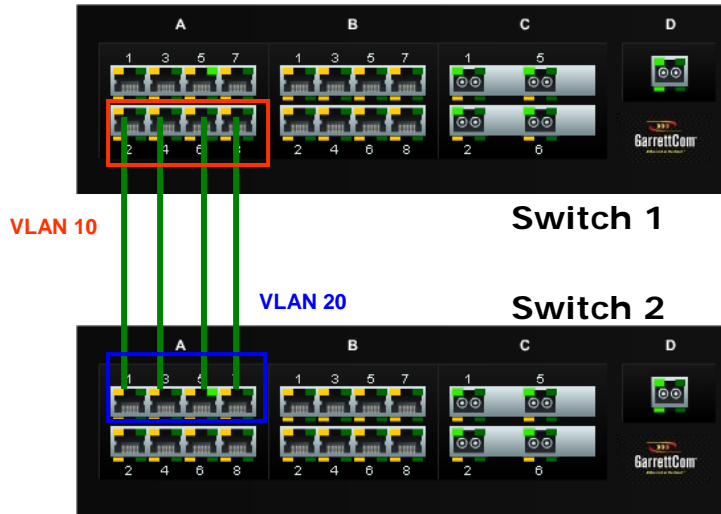 A B C D
1 3 5 7 1 3 5 7 1 5
2 4 6 8 2 4 6 8 2 6
GarrettCom
Switch 1
VLAN 10
VLAN 20
Switch 2
A B C D
1 3 5 7 1 3 5 7 1 5
2 4 6 8 2 4 6 8 2 6
GarrettCom